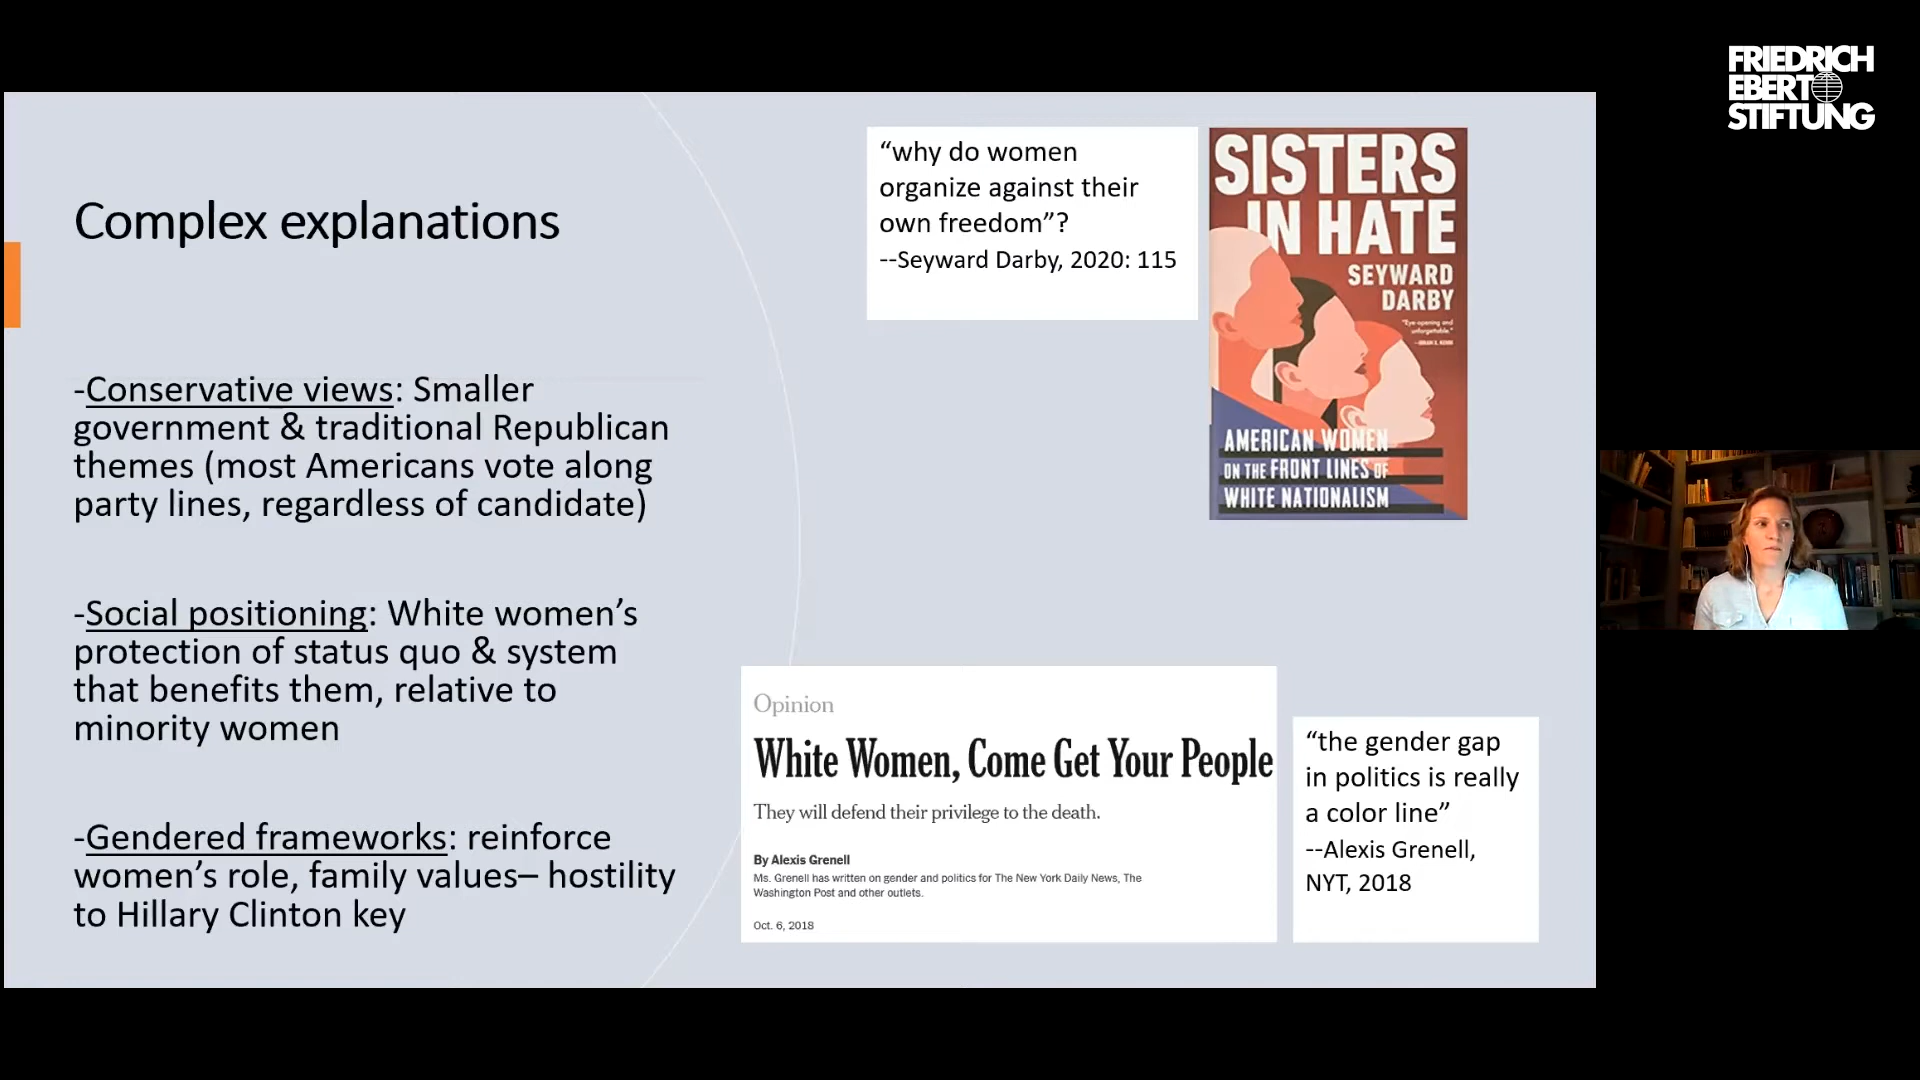 FRIEDRICH
EBERT
STIFTUNG
Complex explanations
-Conservative views: Smaller
government & traditional Republican
themes (most Americans vote along
party lines, regardless of candidate)
-Social positioning: White women’s
protection of status quo & system
that benefits them, relative to
minority women
-Gendered frameworks: reinforce
women’s role, family values– hostility
to Hillary Clinton key
“why do women
organize against their
own freedom”?
--Seyward Darby, 2020: 115
SISTERS
IN HATE
SEYWARD
DARBY
"Eye-opening and
unforgettable."
AMERICAN WOMEN
ON THE FRONT LINES OF
WHITE NATIONALISM
Opinion
White Women, Come Get Your People
They will defend their privilege to the death.
By Alexis Grenell
Ms. Grenell has written on gender and politics for The New York Daily News, The
Washington Post and other outlets.
Oct. 6, 2018
“the gender gap
in politics is really
a color line”
--Alexis Grenell,
NYT, 2018